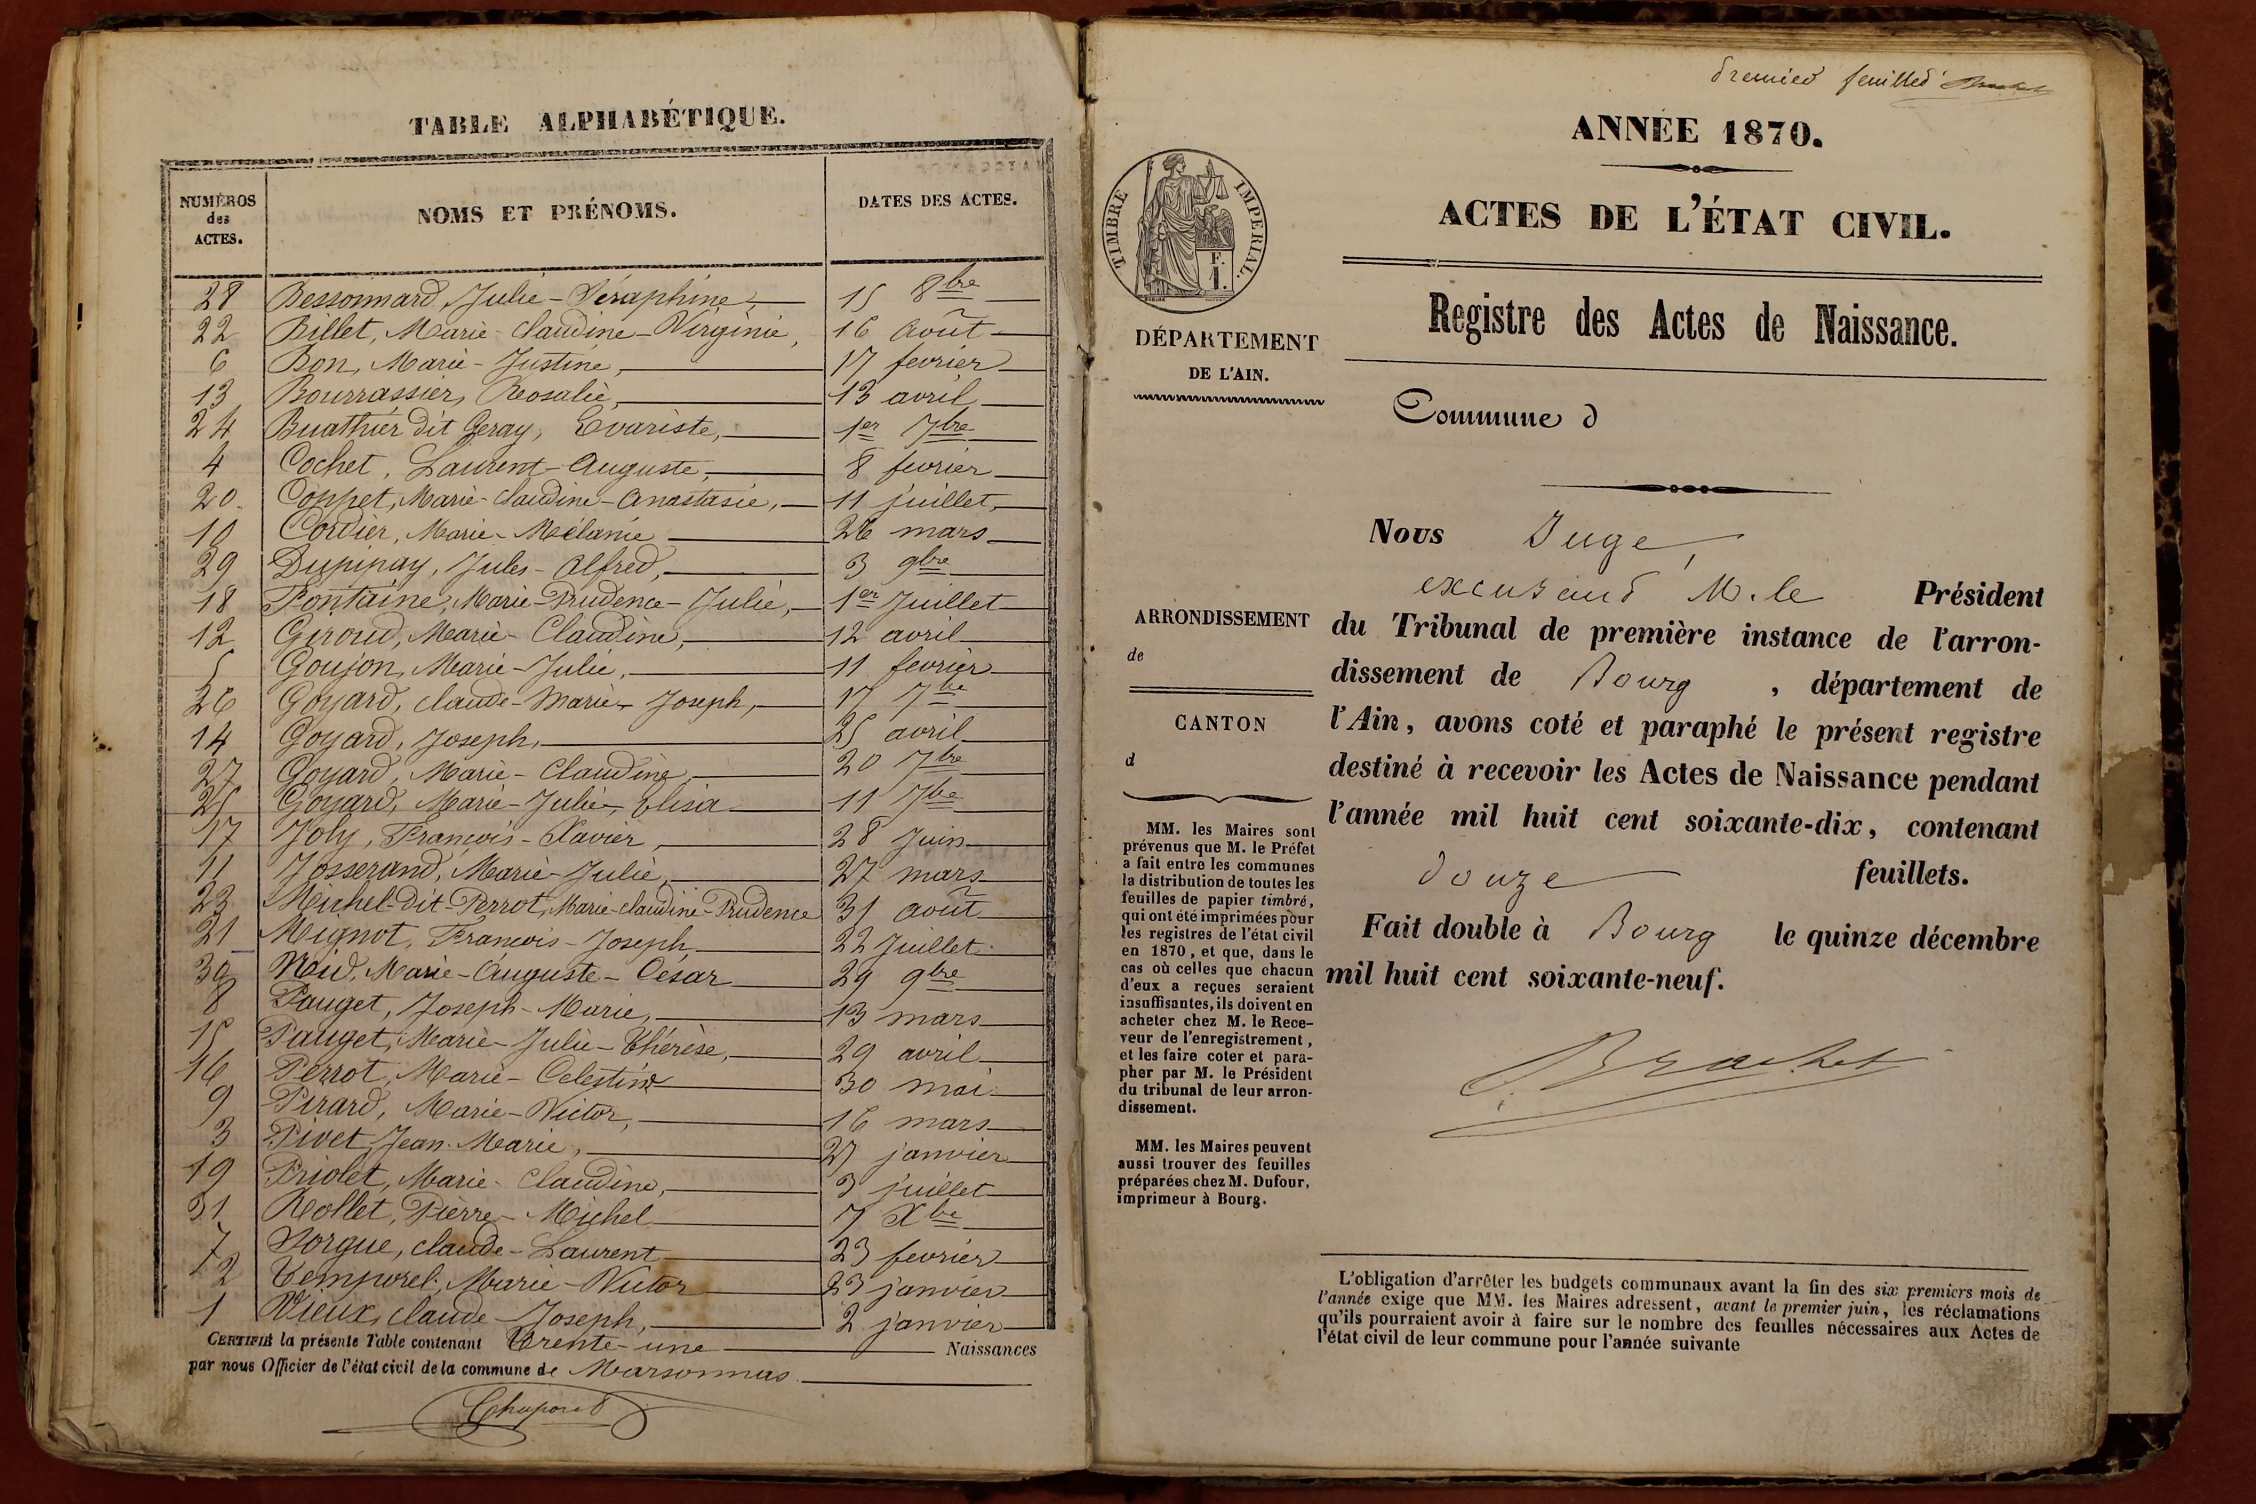 TABLE ALPHABÉTIQUE.
NUMÉROS des ACTES. NOMS ET PRÉNOMS. DATES DES ACTES.
28 Bessonnard, Julie-Séraphine, 15 8bre
22 Billet, Marie-Claudine-Virginie, 16 août
6 Bon, Marie-Justine, 17 fevrier
13 Bourrassier, Rosalie, 13 avril
24 Buathier dit Geray, Evariste, 1er 7bre
4 Cochet, Laurent-Auguste, 8 fevrier
20 Coppet, Marie-Claudine-Anastasie, 11 juillet
10 Cordier, Marie-Mélanie 26 mars
29 Dupupay, Jules-Alfred, 3 9bre
18 Fontaine, Marie-Prudence-Julie, 1er Juillet
12 Giroud, Marie-Claudine, 12 avril
5 Goujon, Marie-Julie, 11 fevrier
26 Goyard, Claude-Marie-Joseph, 17 7bre
14 Goyard, Joseph, 25 avril
27 Goyard, Marie-Claudine, 20 7bre
25 Goyard, Marie-Julie-Elisa 11 7bre
17 Joly, François-Xavier, 28 Juin
11 Josserand, Marie-Julie, 27 mars
23 Michel-dit-Perrot, Marie-Claudine-Prudence 31 août
21 Mignot, François-Joseph 22 Juillet
30 Marie-Auguste-César 29 9bre
8 Pauget, Joseph-Marie, 13 mars
15 Pauget, Marie-Julie-Thérèse, 29 avril
16 Perrot, Marie-Celestine 30 mai
9 Pirard, Marie-Victor, 16 mars
3 Pivet, Jean-Marie, 27 janvier
19 Priolet, Marie-Claudine, 3 juillet
31 Rollet, Pierre-Michel 7 Xbre
7 Sorgue, Claude-Laurent 23 fevrier
2 Temporel, Marie-Victor 23 janvier
1 Vieux, Claude-Joseph, 2 janvier
CERTIFIÉ la présente Table contenant Trente-une Naissances
par nous Officier de l'état civil de la commune de Marsonnas
premier feuillet Brachet
ANNÉE 1870.
ACTES DE L'ÉTAT CIVIL.
TIMBRE IMPÉRIAL.
F. 1.
Registre des Actes de Naissance.
DÉPARTEMENT
DE L'AIN.
Commune d
ARRONDISSEMENT
de
CANTON
d
MM. les Maires sont
prévenus que M. le Préfet
a fait entre les communes
la distribution de toutes les
feuilles de papier timbré,
qui ont été imprimées pour
les registres de l'état civil
en 1870, et que, dans le
cas où celles que chacun
d'eux a reçues seraient
insuffisantes, ils doivent en
acheter chez M. le Rece-
veur de l'enregistrement,
et les faire coter et para-
pher par M. le Président
du tribunal de leur arron-
dissement.
MM. les Maires peuvent
aussi trouver des feuilles
préparées chez M. Dufour,
imprimeur à Bourg.
Nous Juge,
excusant M. le Président
du Tribunal de première instance de l'arron-
dissement de Bourg, département de
l'Ain, avons coté et paraphé le présent registre
destiné à recevoir les Actes de Naissance pendant
l'année mil huit cent soixante-dix, contenant
douze feuillets.
Fait double à Bourg le quinze décembre
mil huit cent soixante-neuf.
Brachet
L'obligation d'arrêter les budgets communaux avant la fin des six premiers mois de
l'année exige que MM. les Maires adressent, avant le premier juin, les réclamations
qu'ils pourraient avoir à faire sur le nombre des feuilles nécessaires aux Actes de
l'état civil de leur commune pour l'année suivante